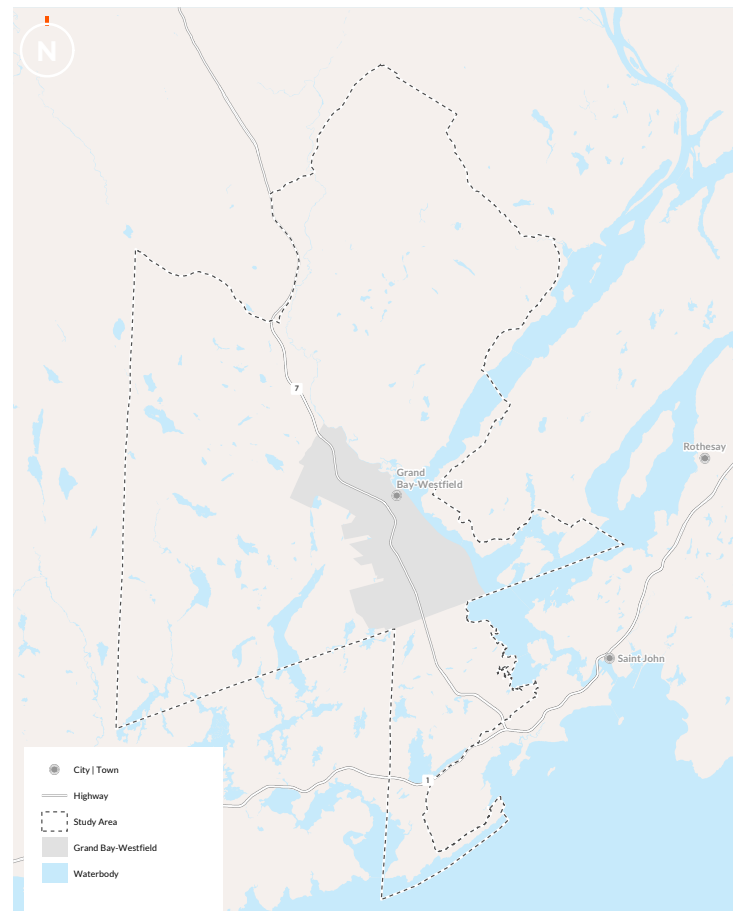 N
7
Rothesay
Grand
Bay-Westfield
Saint John
1
City | Town
Highway
Study Area
Grand Bay-Westfield
Waterbody